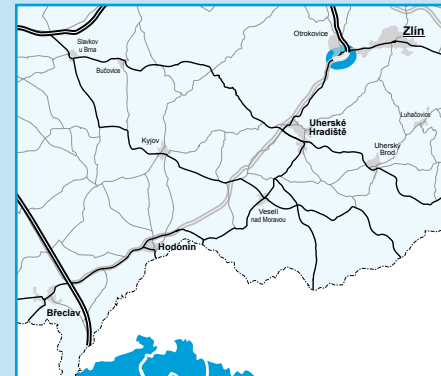 Otrokovice
Zlín
Slavkov
u Brna
Bučovice
Luhačovice
Uherské
Hradiště
Kyjov
Uherský
Brod
Veselí
nad Moravou
Hodonín
Břeclav